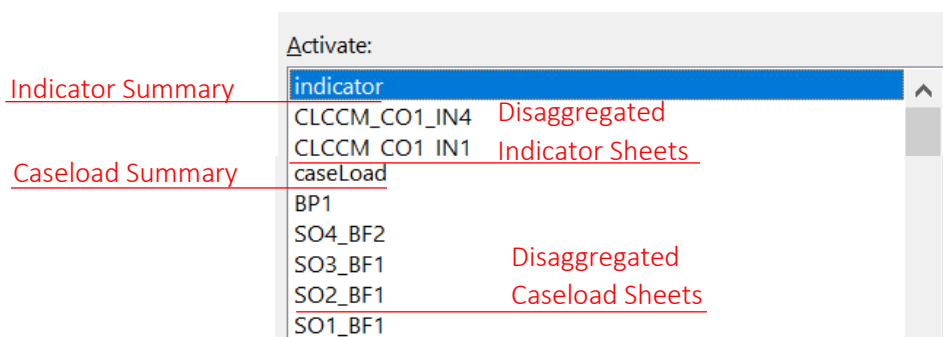 Activate:
Indicator Summary
indicator
CLCCM_CO1_IN4
Disaggregated
CLCCM_CO1_IN1
Indicator Sheets
Caseload Summary
caseLoad
BP1
SO4_BF2
SO3_BF1
Disaggregated
SO2_BF1
Caseload Sheets
SO1_BF1